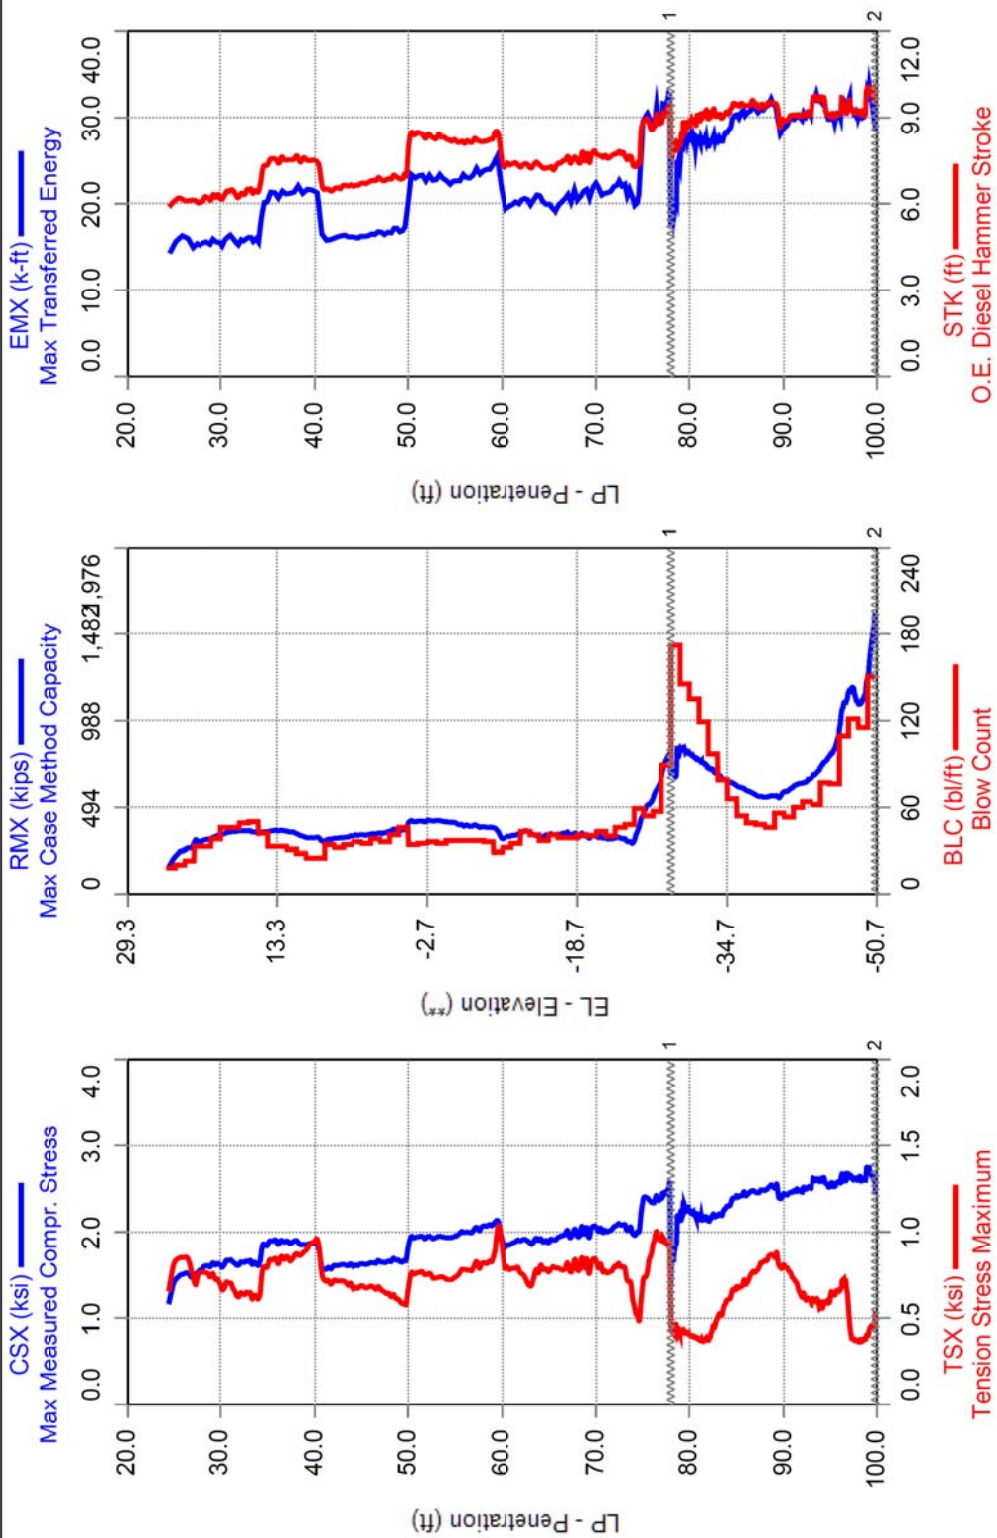 CSX (ksi)
Max Measured Compr. Stress
0.0 1.0 2.0 3.0 4.0
20.0
30.0
40.0
50.0
60.0
70.0
80.0
90.0
100.0
LP - Penetration (ft)
1
2
0.0 0.5 1.0 1.5 2.0
TSX (ksi)
Tension Stress Maximum
RMX (kips)
Max Case Method Capacity
0 494 988 1,482 1,976
29.3
13.3
-2.7
-18.7
-34.7
-50.7
EL - Elevation (**)
1
2
0 60 120 180 240
BLC (bl/ft)
Blow Count
EMX (k-ft)
Max Transferred Energy
0.0 10.0 20.0 30.0 40.0
20.0
30.0
40.0
50.0
60.0
70.0
80.0
90.0
100.0
LP - Penetration (ft)
1
2
0.0 3.0 6.0 9.0 12.0
STK (ft)
O.E. Diesel Hammer Stroke